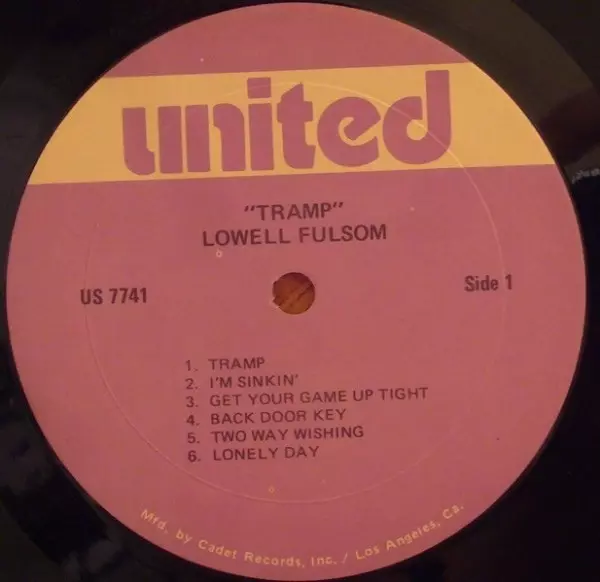 united
"TRAMP"
LOWELL FULSOM
US 7741
Side 1
1. TRAMP
2. I'M SINKIN'
3. GET YOUR GAME UP TIGHT
4. BACK DOOR KEY
5. TWO WAY WISHING
6. LONELY DAY
Mfd. by Cadet Records, Inc. / Los Angeles, Ca.